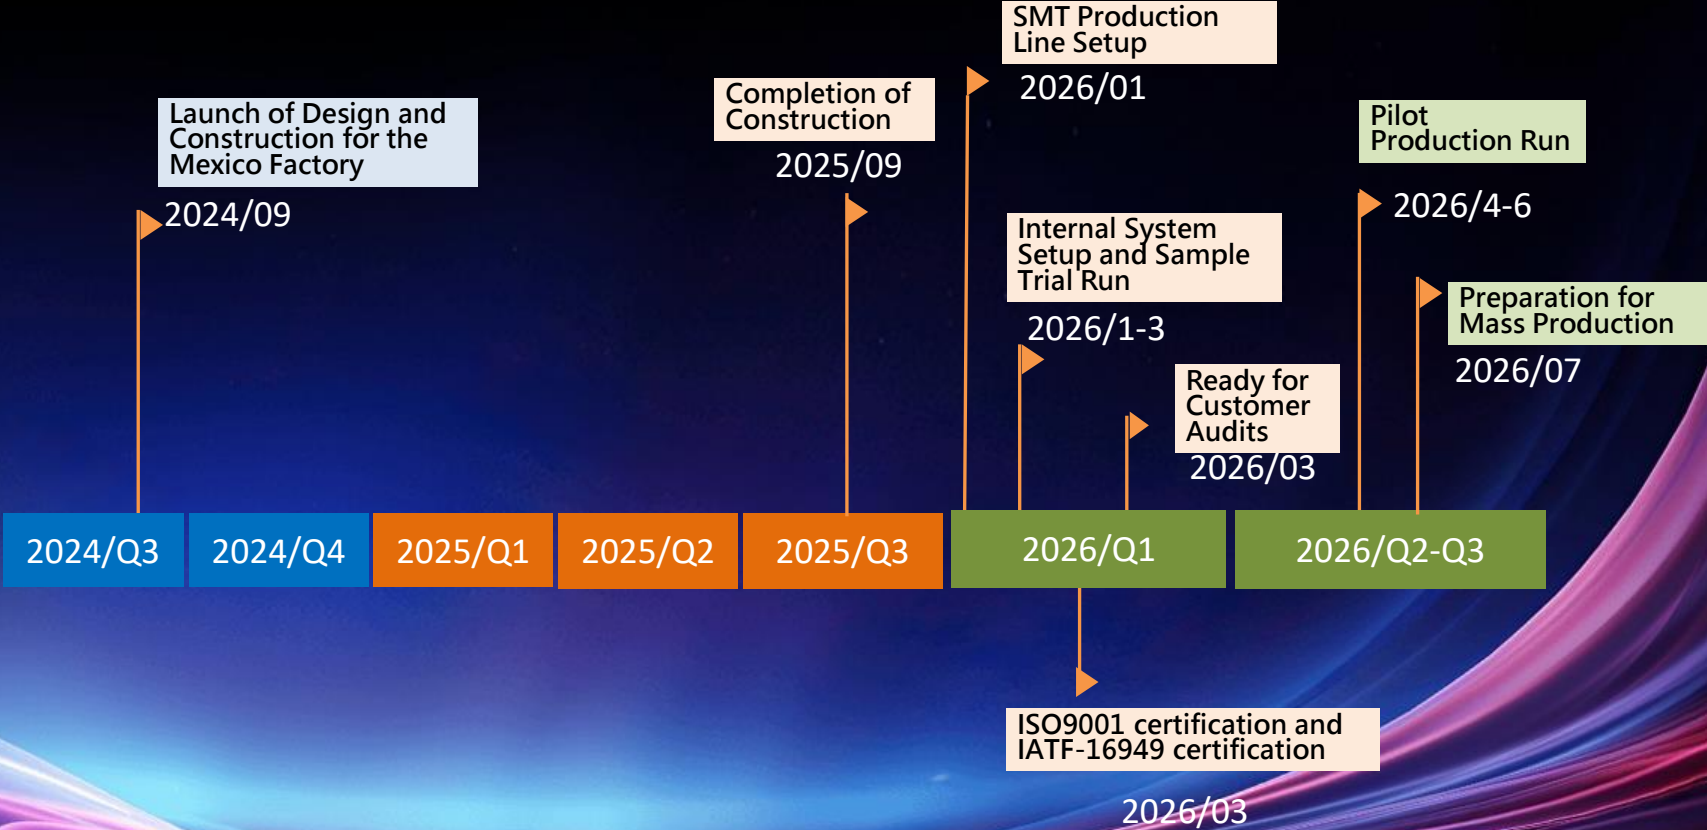 Launch of Design and
Construction for the
Mexico Factory
2024/09
Completion of
Construction
2025/09
SMT Production
Line Setup
2026/01
Internal System
Setup and Sample
Trial Run
2026/1-3
Ready for
Customer
Audits
2026/03
Pilot
Production Run
2026/4-6
Preparation for
Mass Production
2026/07
2024/Q3
2024/Q4
2025/Q1
2025/Q2
2025/Q3
2026/Q1
2026/Q2-Q3
ISO9001 certification and
IATF-16949 certification
2026/03